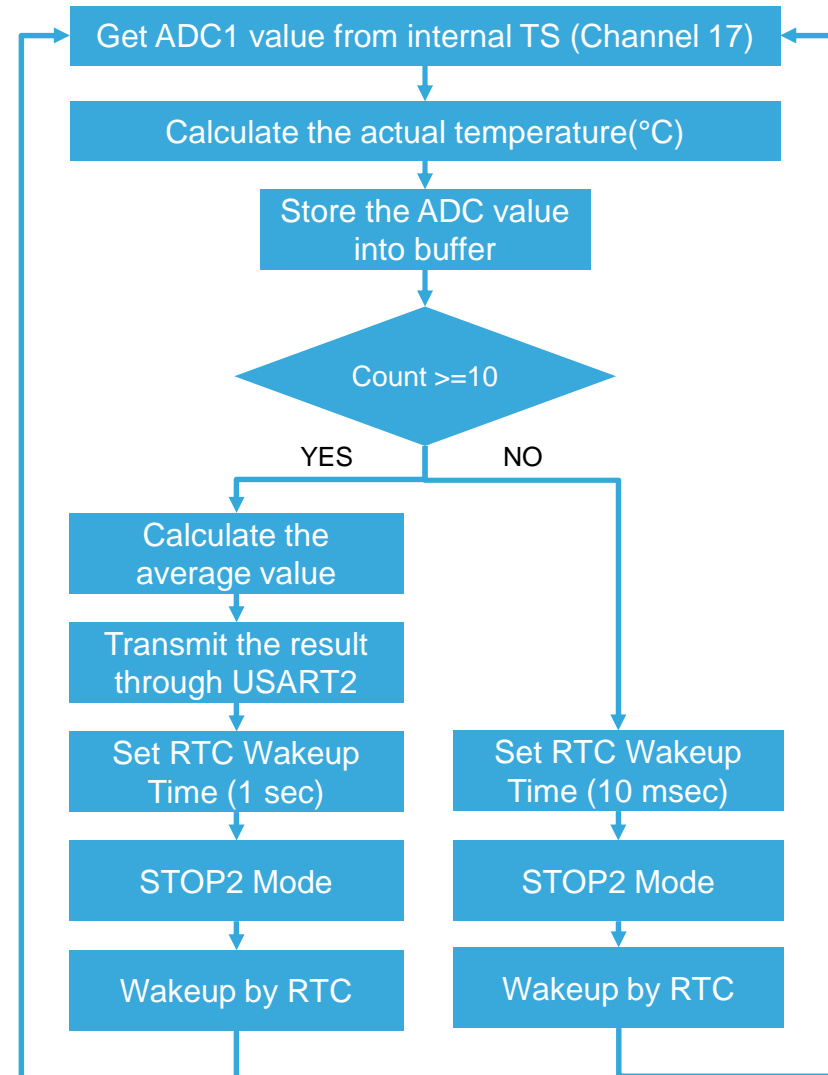 Get ADC1 value from internal TS (Channel 17)
Calculate the actual temperature(°C)
Store the ADC value
into buffer
Count >=10
YES
NO
Calculate the
average value
Transmit the result
through USART2
Set RTC Wakeup
Time (1 sec)
STOP2 Mode
Wakeup by RTC
Set RTC Wakeup
Time (10 msec)
STOP2 Mode
Wakeup by RTC